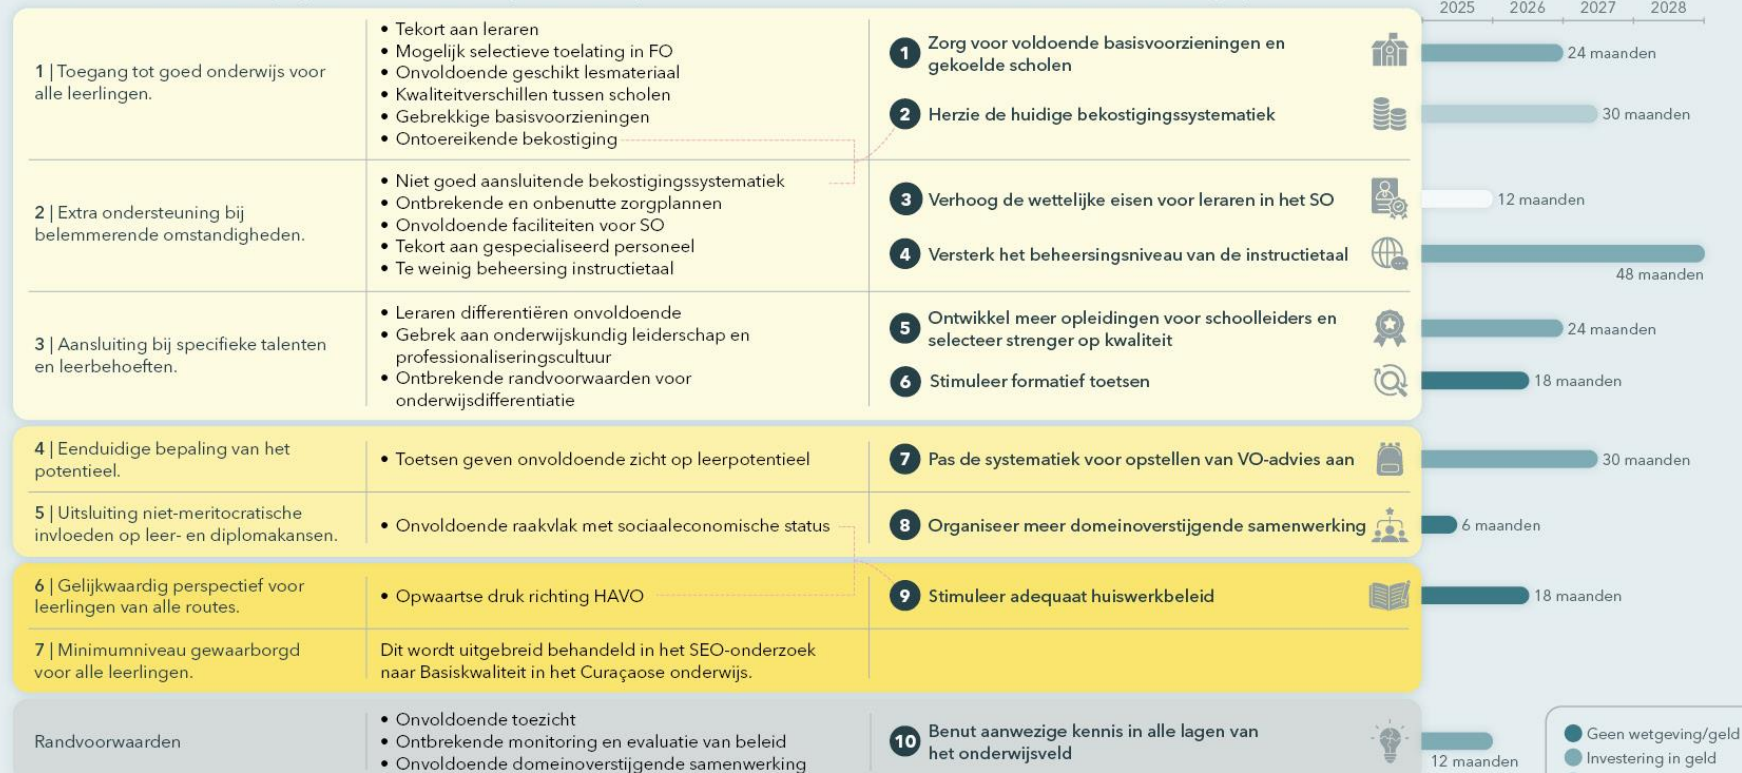 2025 2026 2027 2028
1 | Toegang tot goed onderwijs voor
alle leerlingen.
• Tekort aan leraren
• Mogelijk selectieve toelating in FO
• Onvoldoende geschikt lesmateriaal
• Kwaliteitverschillen tussen scholen
• Gebrekkige basisvoorzieningen
• Ontoereikende bekostiging
1 Zorg voor voldoende basisvoorzieningen en
gekoelde scholen
24 maanden
2 Herzie de huidige bekostigingssystematiek
30 maanden
2 | Extra ondersteuning bij
belemmerende omstandigheden.
• Niet goed aansluitende bekostigingssystematiek
• Ontbrekende en onbenutte zorgplannen
• Onvoldoende faciliteiten voor SO
• Tekort aan gespecialiseerd personeel
• Te weinig beheersing instructietaal
3 Verhoog de wettelijke eisen voor leraren in het SO
12 maanden
4 Versterk het beheersingsniveau van de instructietaal
48 maanden
3 | Aansluiting bij specifieke talenten
en leerbehoeften.
• Leraren differentiëren onvoldoende
• Gebrek aan onderwijskundig leiderschap en
professionaliseringscultuur
• Ontbrekende randvoorwaarden voor
onderwijsdifferentiatie
5 Ontwikkel meer opleidingen voor schoolleiders en
selecteer strenger op kwaliteit
24 maanden
6 Stimuleer formatief toetsen
18 maanden
4 | Eenduidige bepaling van het
potentieel.
• Toetsen geven onvoldoende zicht op leerpotentieel
7 Pas de systematiek voor opstellen van VO-advies aan
30 maanden
5 | Uitsluiting niet-meritocratische
invloeden op leer- en diplomakansen.
• Onvoldoende raakvlak met sociaaleconomische status
8 Organiseer meer domeinoverstijgende samenwerking
6 maanden
6 | Gelijkwaardig perspectief voor
leerlingen van alle routes.
• Opwaartse druk richting HAVO
9 Stimuleer adequaat huiswerkbeleid
18 maanden
7 | Minimumniveau gewaarborgd
voor alle leerlingen.
Dit wordt uitgebreid behandeld in het SEO-onderzoek
naar Basiskwaliteit in het Curaçaose onderwijs.
Randvoorwaarden
• Onvoldoende toezicht
• Ontbrekende monitoring en evaluatie van beleid
• Onvoldoende domeinoverstijgende samenwerking
10 Benut aanwezige kennis in alle lagen van
het onderwijsveld
12 maanden
Geen wetgeving/geld
Investering in geld